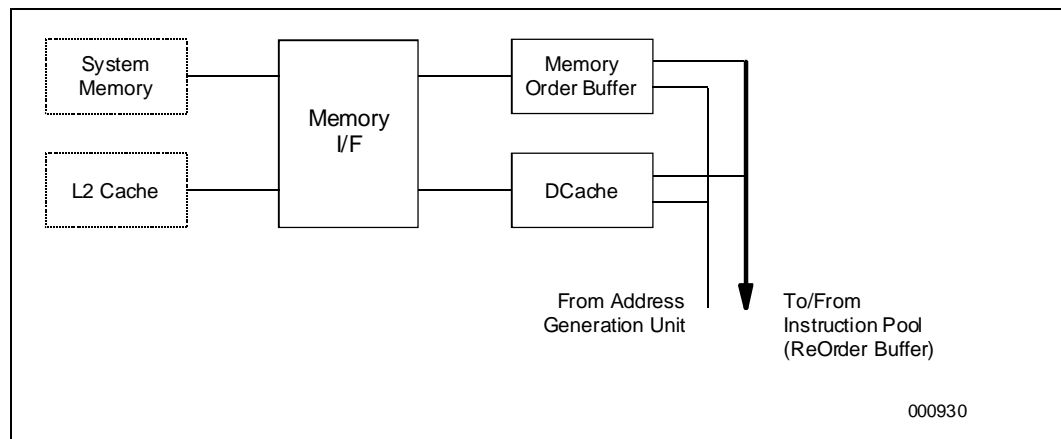 System
Memory
L2 Cache
Memory
I/F
Memory
Order Buffer
DCache
From Address
Generation Unit
To/From
Instruction Pool
(ReOrder Buffer)
000930